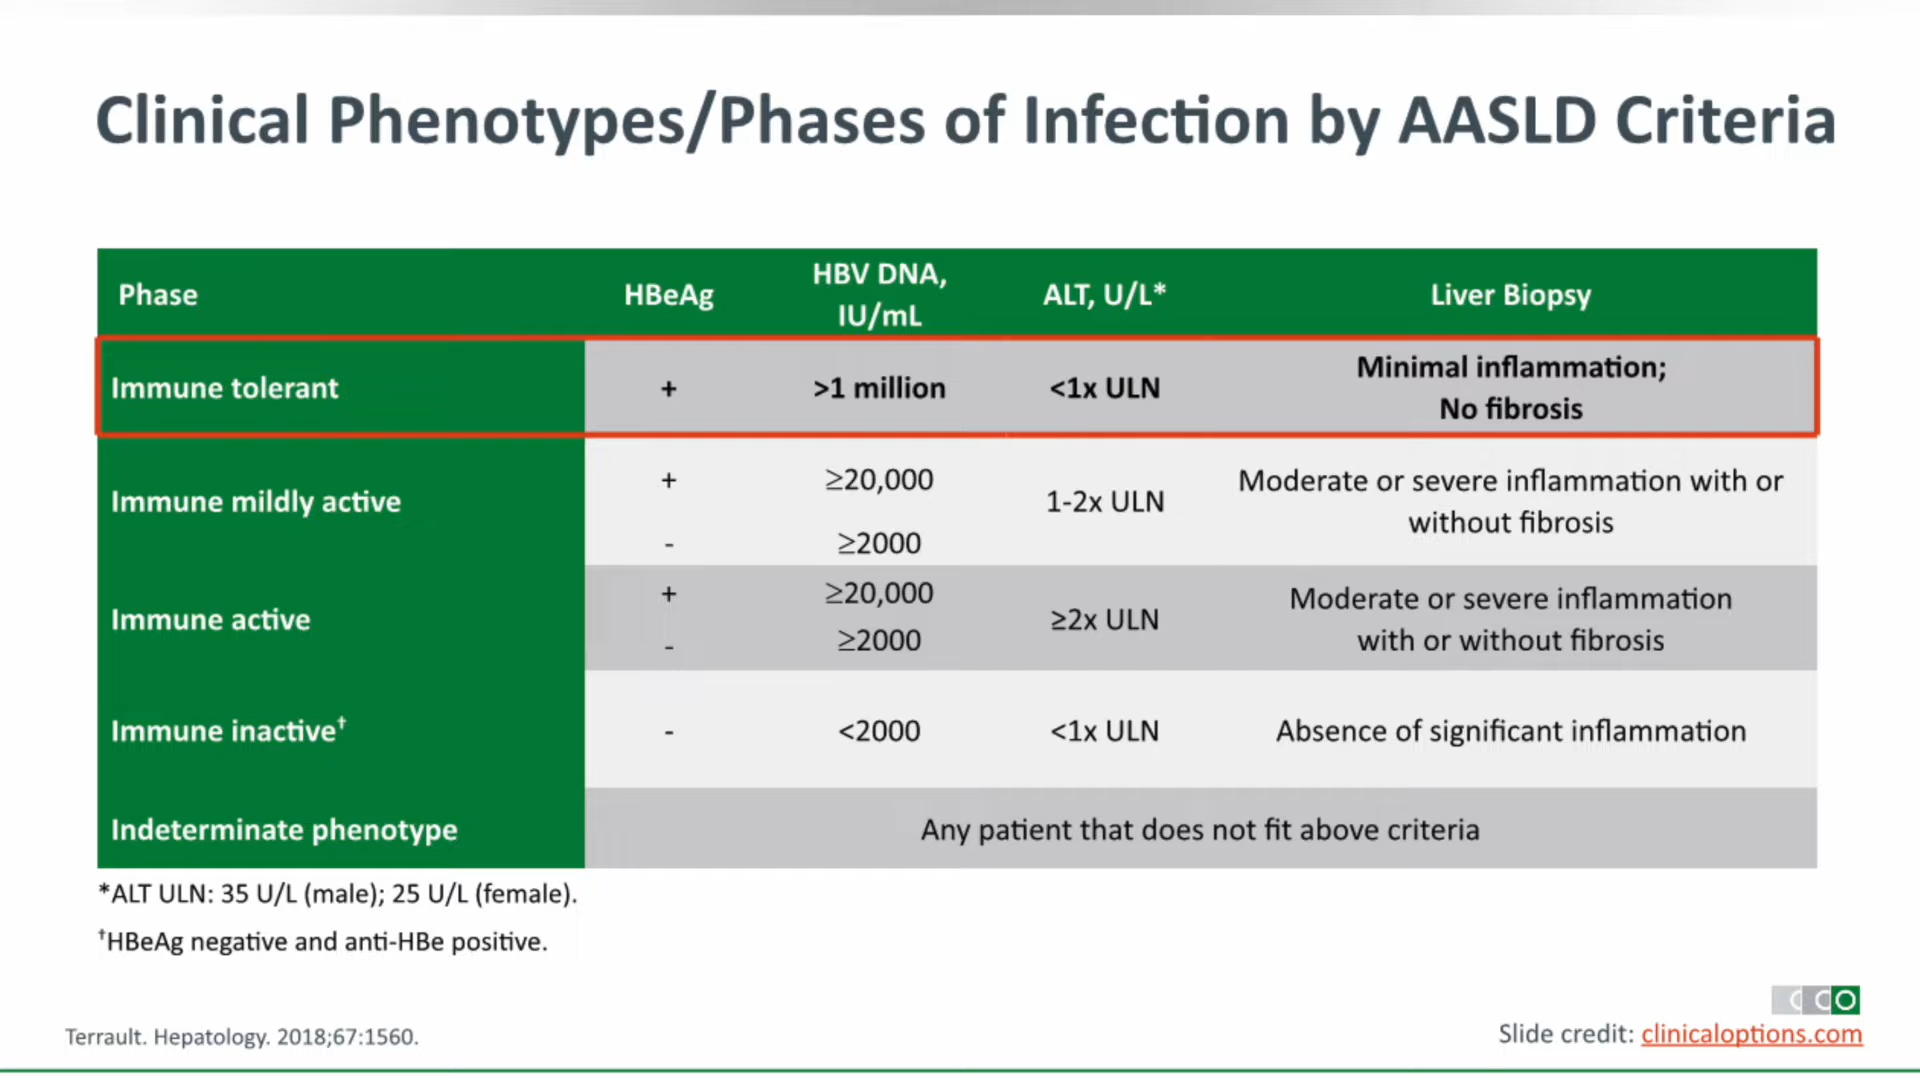 Clinical Phenotypes/Phases of Infection by AASLD Criteria
Phase HBeAg HBV DNA, IU/mL ALT, U/L* Liver Biopsy
Immune tolerant + >1 million <1x ULN Minimal inflammation;
No fibrosis
Immune mildly active + ≥20,000 1-2x ULN Moderate or severe inflammation with or
without fibrosis
- ≥2000
Immune active + ≥20,000 ≥2x ULN Moderate or severe inflammation
with or without fibrosis
- ≥2000
Immune inactive† - <2000 <1x ULN Absence of significant inflammation
Indeterminate phenotype Any patient that does not fit above criteria
*ALT ULN: 35 U/L (male); 25 U/L (female).
†HBeAg negative and anti-HBe positive.
CCO
Terrault. Hepatology. 2018;67:1560.
Slide credit: clinicaloptions.com